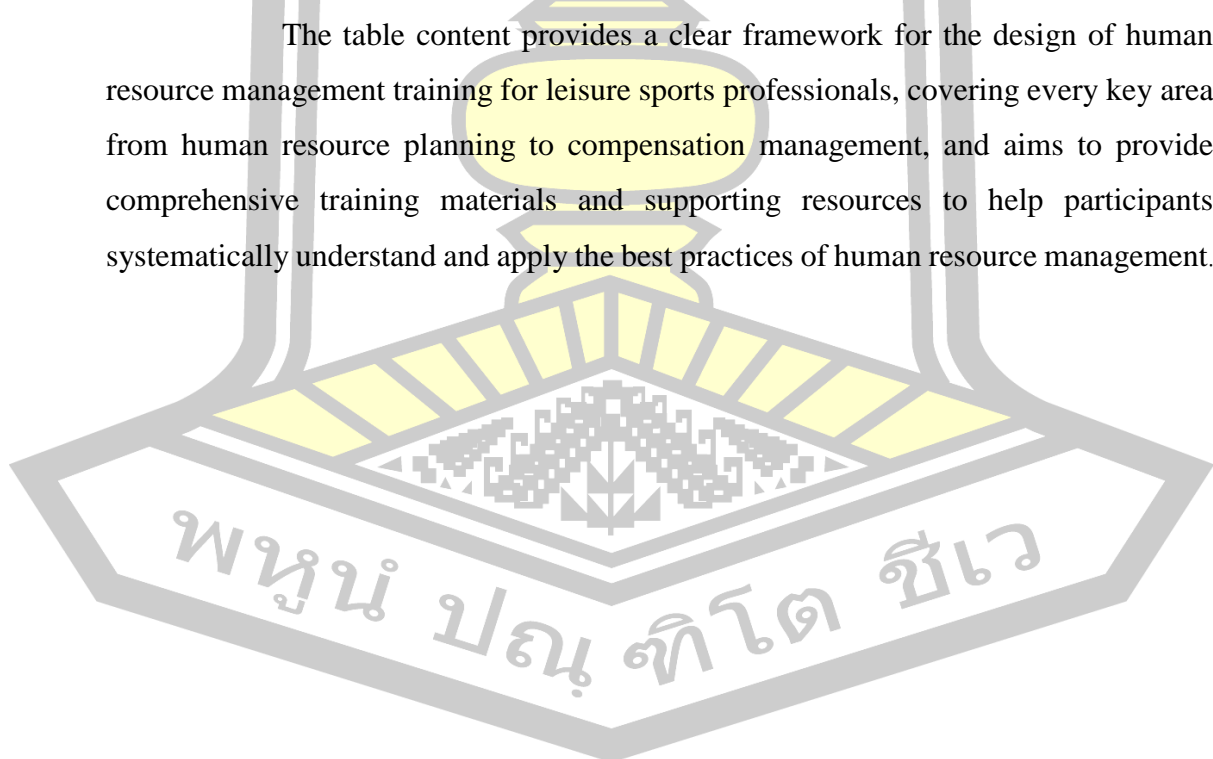 The table content provides a clear framework for the design of human
resource management training for leisure sports professionals, covering every key area
from human resource planning to compensation management, and aims to provide
comprehensive training materials and supporting resources to help participants
systematically understand and apply the best practices of human resource management.
พหูนํ ปณฺฑิโต ชีเว